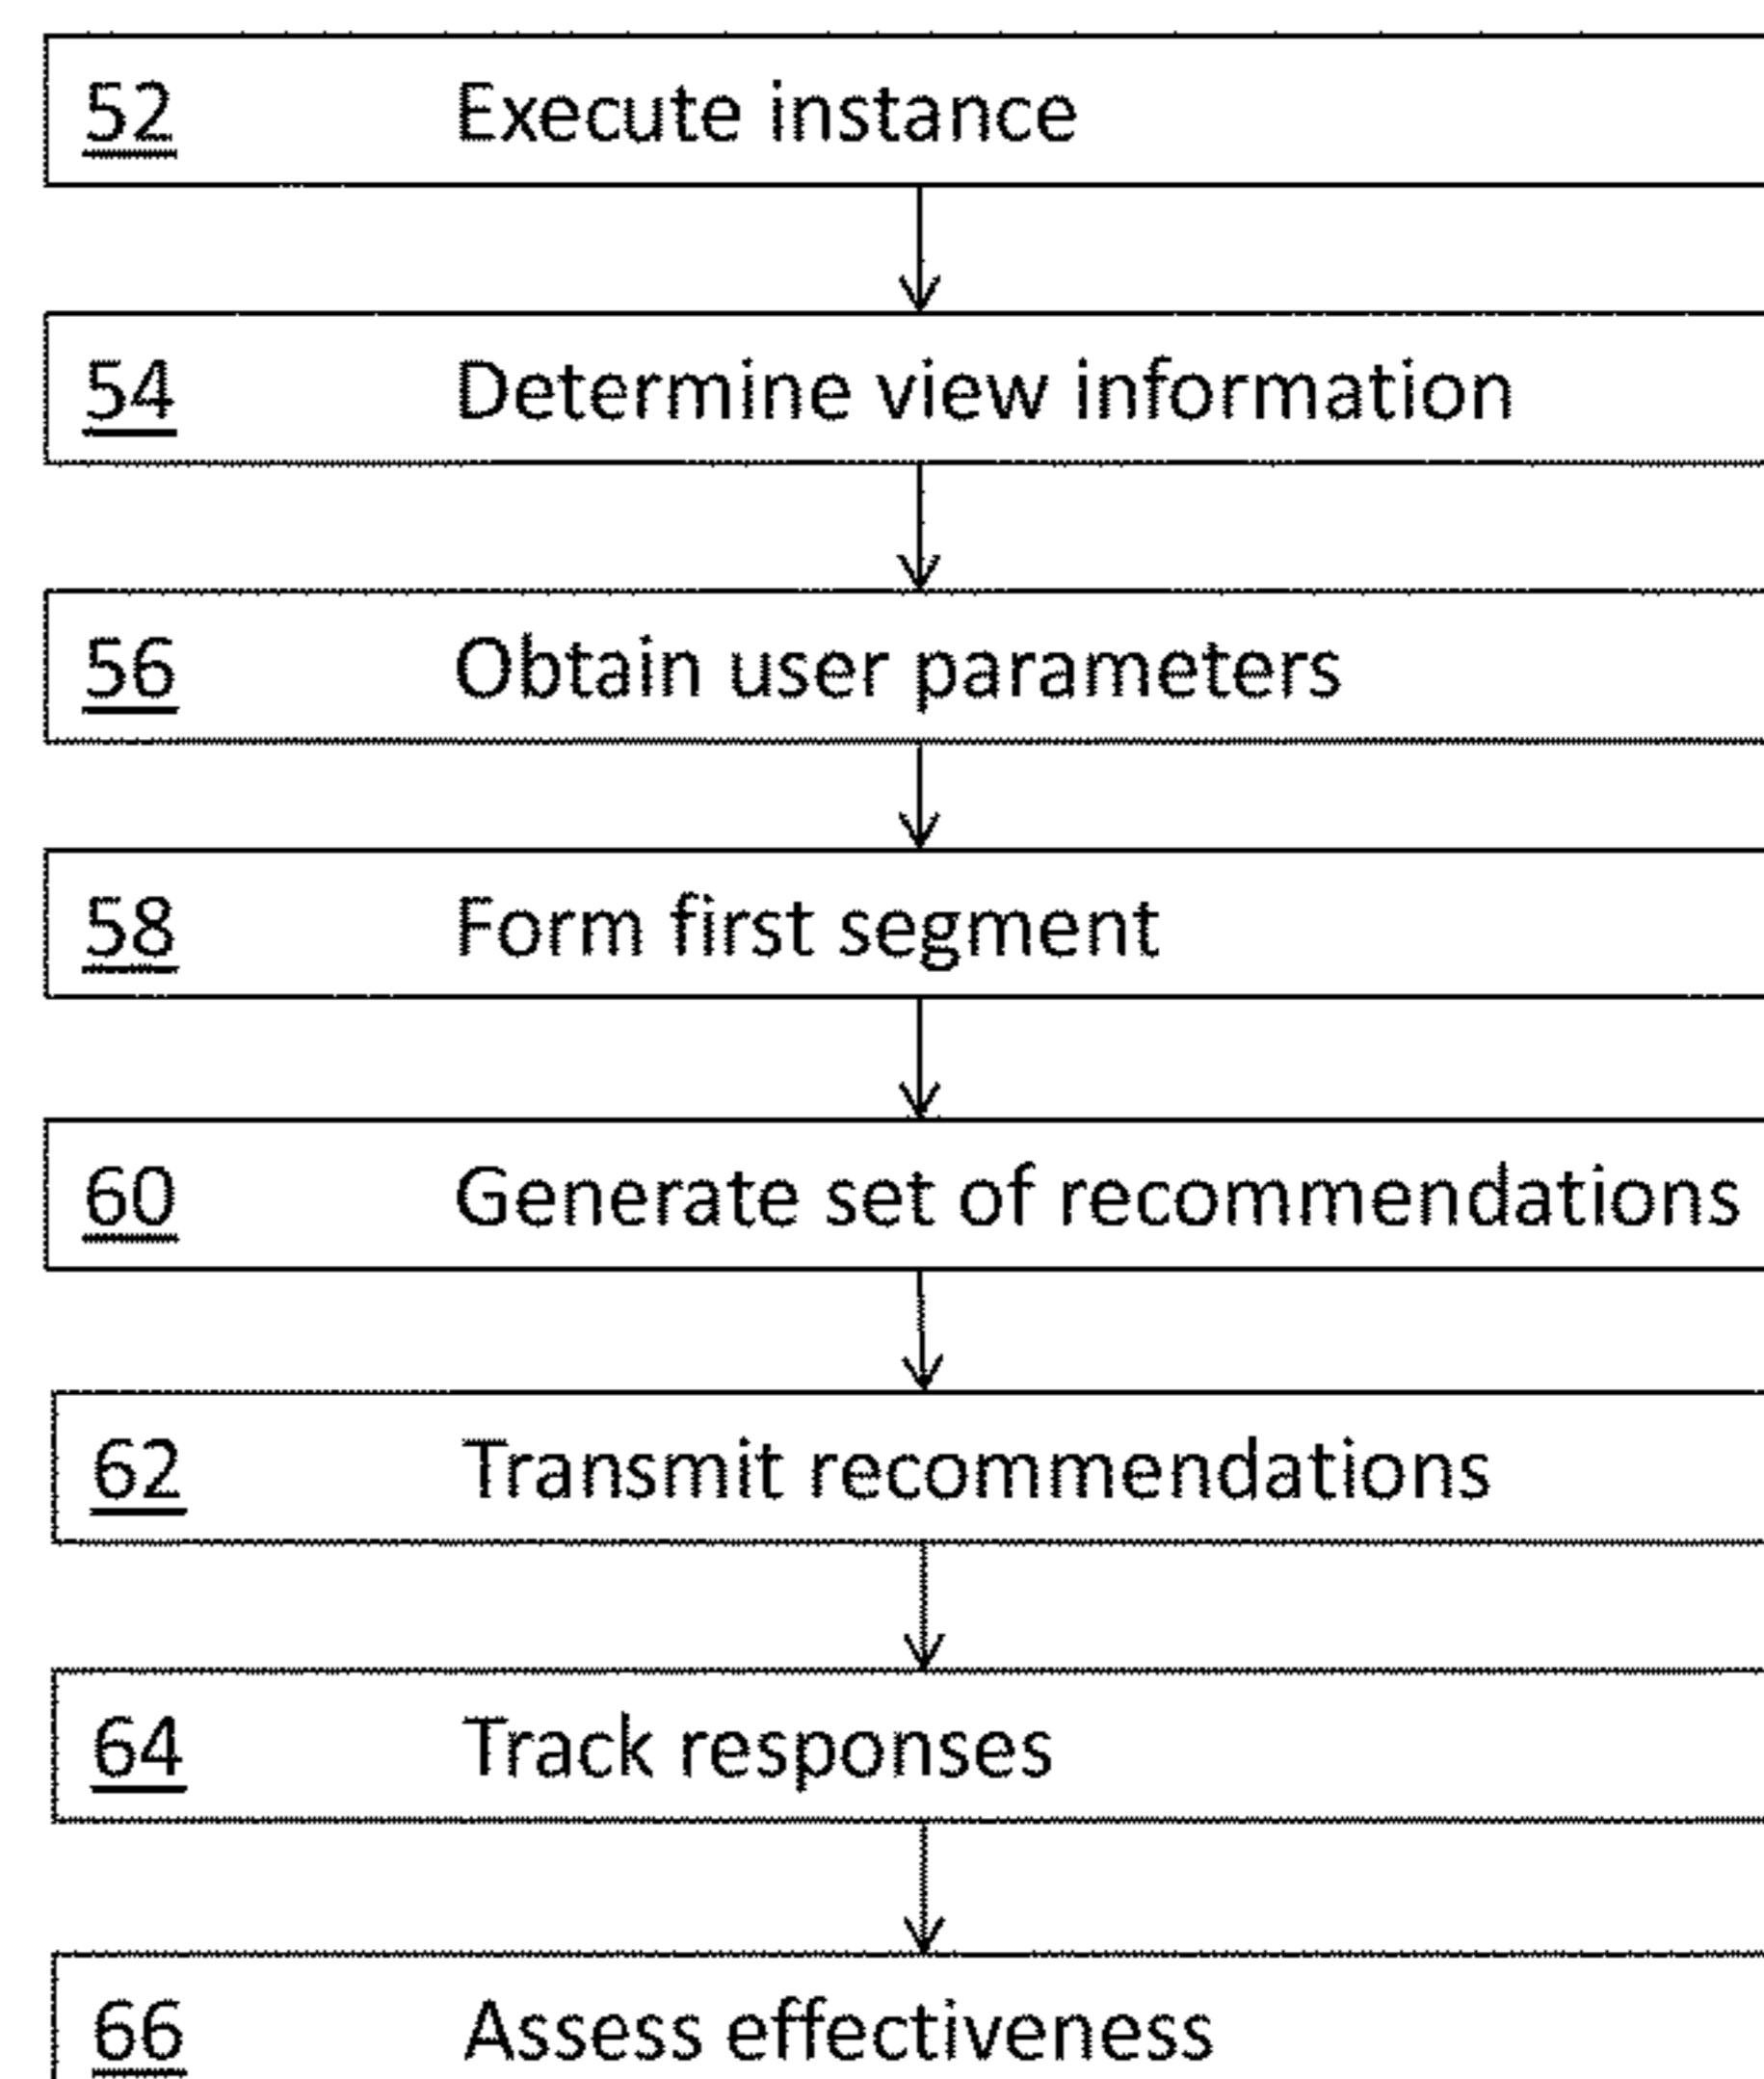 52 Execute instance
54 Determine view information
56 Obtain user parameters
58 Form first segment
60 Generate set of recommendations
62 Transmit recommendations
64 Track responses
66 Assess effectiveness